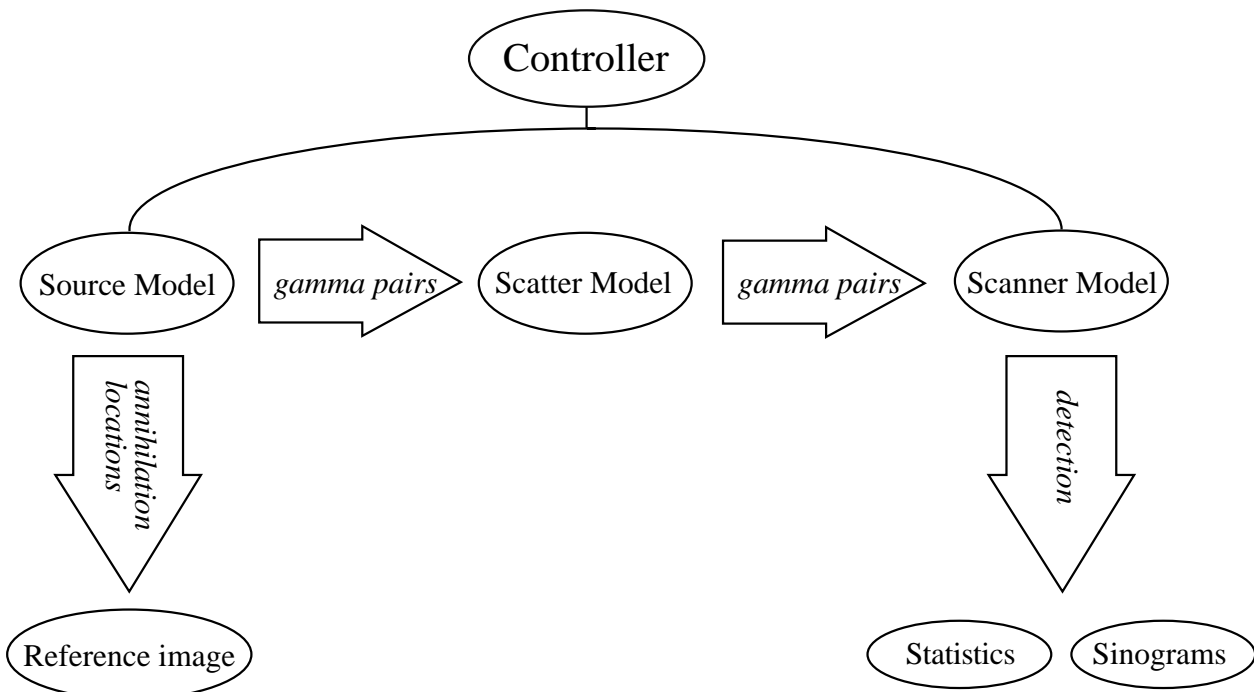 Controller
Source Model
gamma pairs
Scatter Model
gamma pairs
Scanner Model
annihilation
locations
detection
Reference image
Statistics
Sinograms